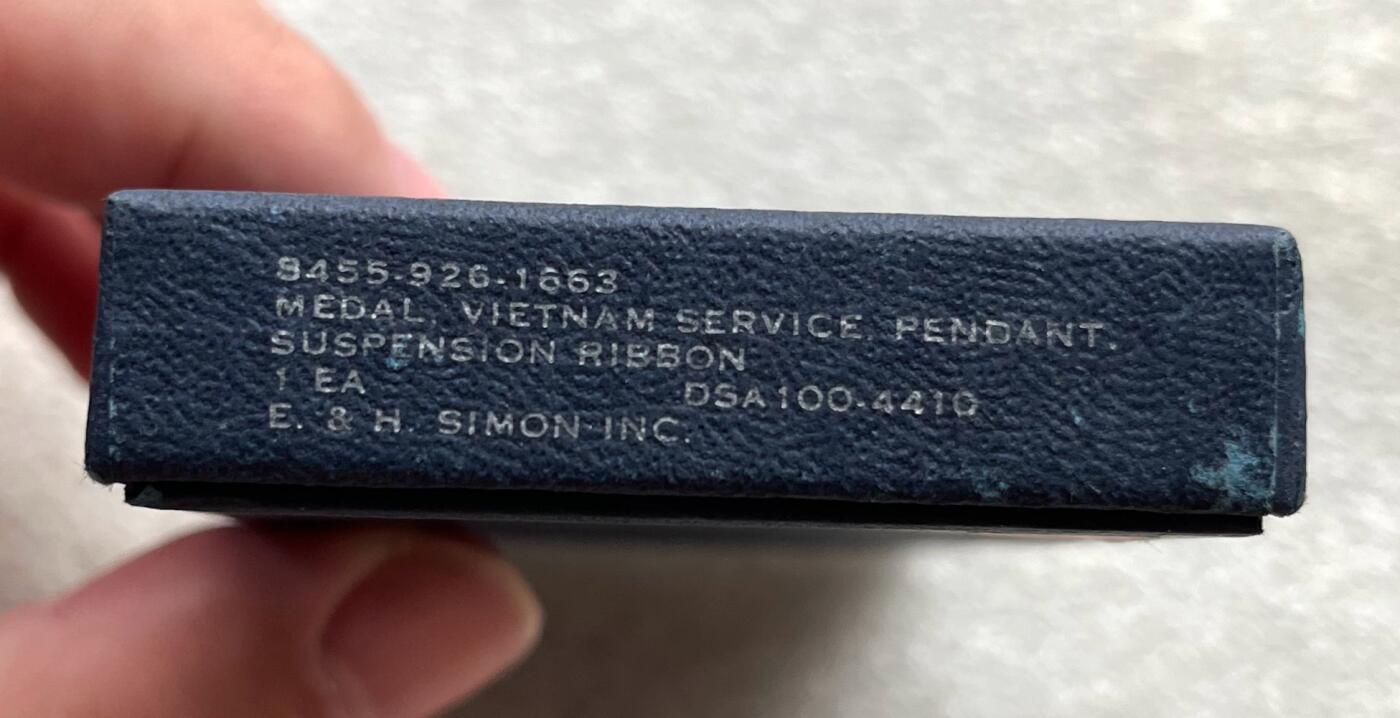 8455-926-1663
MEDAL, VIETNAM SERVICE, PENDANT,
SUSPENSION RIBBON
1 EA DSA100-4410
E. & H. SIMON INC.